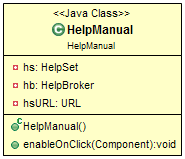 <<Java Class>>
HelpManual
HelpManual
hs: HelpSet
hb: HelpBroker
hsURL: URL
HelpManual()
enableOnClick(Component):void